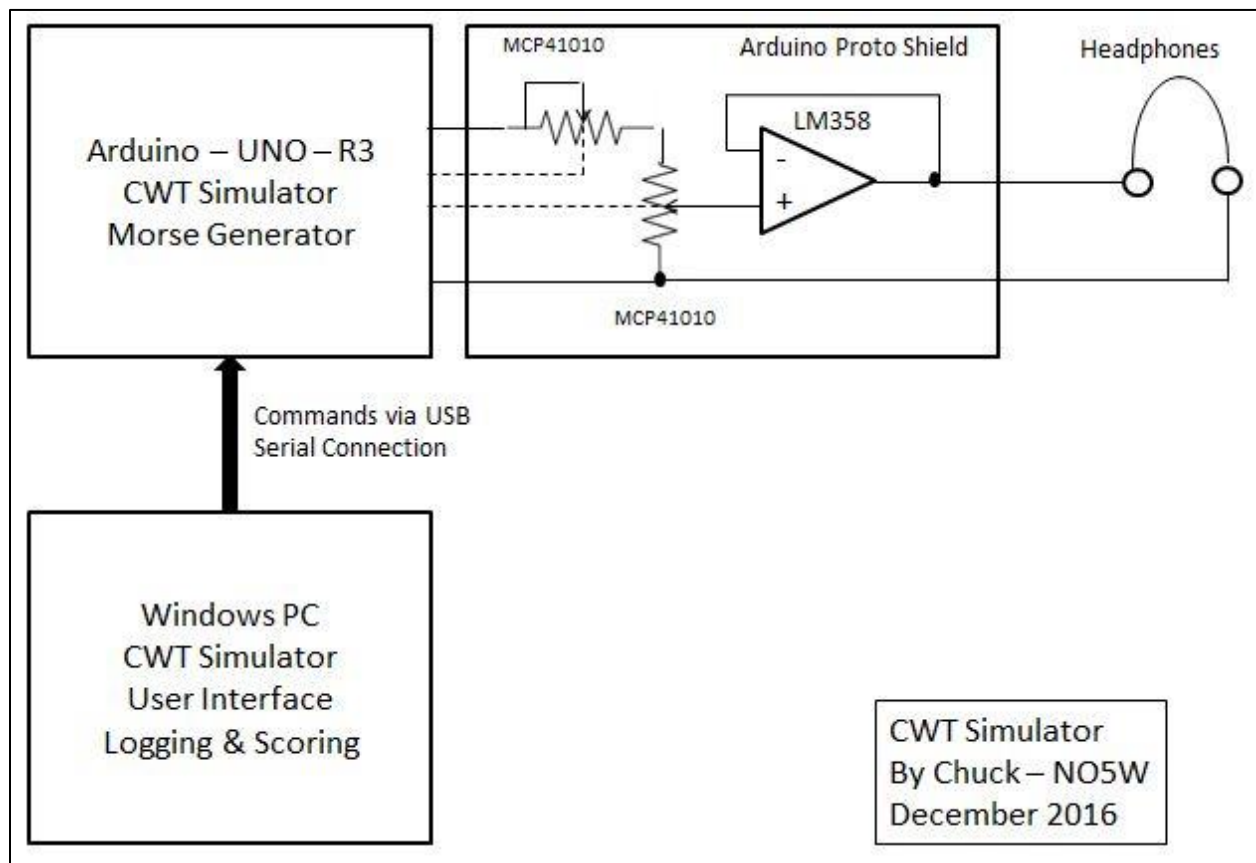 MCP41010
Arduino Proto Shield
Headphones
LM358
-
+
Arduino – UNO – R3
CWT Simulator
Morse Generator
MCP41010
Commands via USB
Serial Connection
Windows PC
CWT Simulator
User Interface
Logging & Scoring
CWT Simulator
By Chuck – NO5W
December 2016